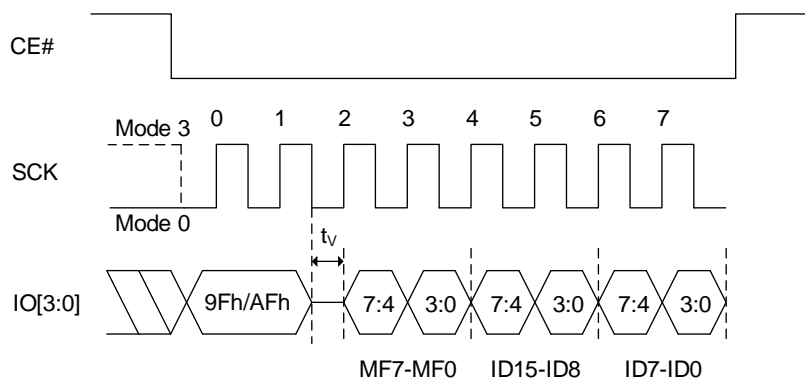 CE#
Mode 3 0 1 2 3 4 5 6 7
SCK
Mode 0
tV
IO[3:0] 9Fh/AFh 7:4 3:0 7:4 3:0 7:4 3:0
MF7-MF0 ID15-ID8 ID7-ID0